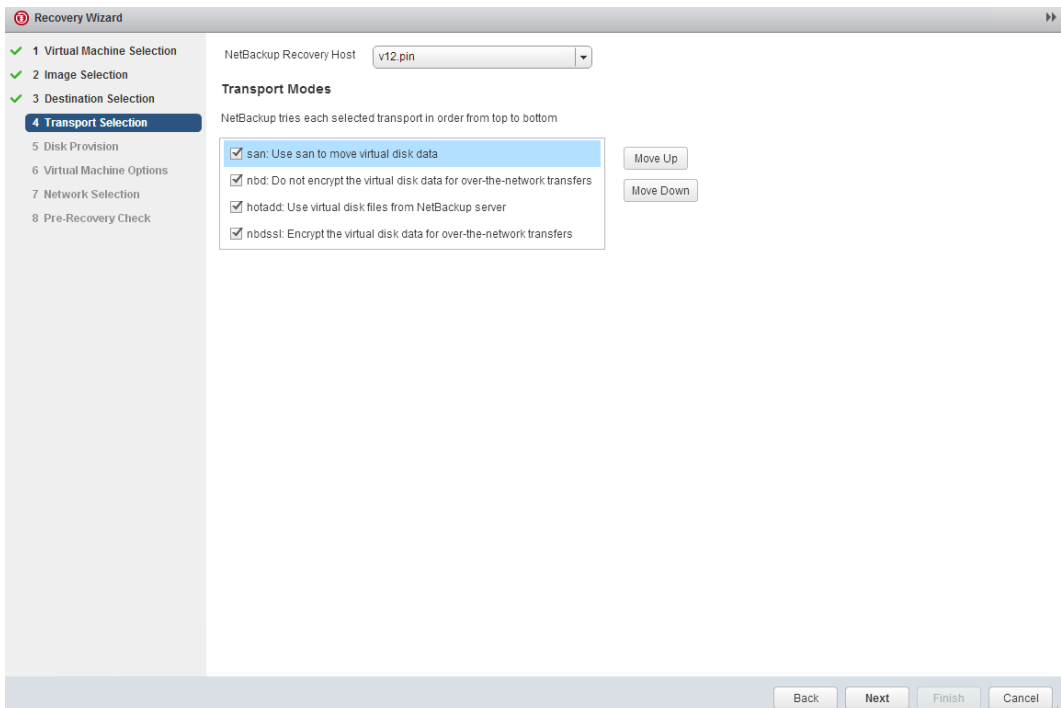 Recovery Wizard
1 Virtual Machine Selection
2 Image Selection
3 Destination Selection
4 Transport Selection
5 Disk Provision
6 Virtual Machine Options
7 Network Selection
8 Pre-Recovery Check
NetBackup Recovery Host v12.pin
Transport Modes
NetBackup tries each selected transport in order from top to bottom
san: Use san to move virtual disk data
nbd: Do not encrypt the virtual disk data for over-the-network transfers
hotadd: Use virtual disk files from NetBackup server
nbdssl: Encrypt the virtual disk data for over-the-network transfers
Move Up
Move Down
Back Next Finish Cancel